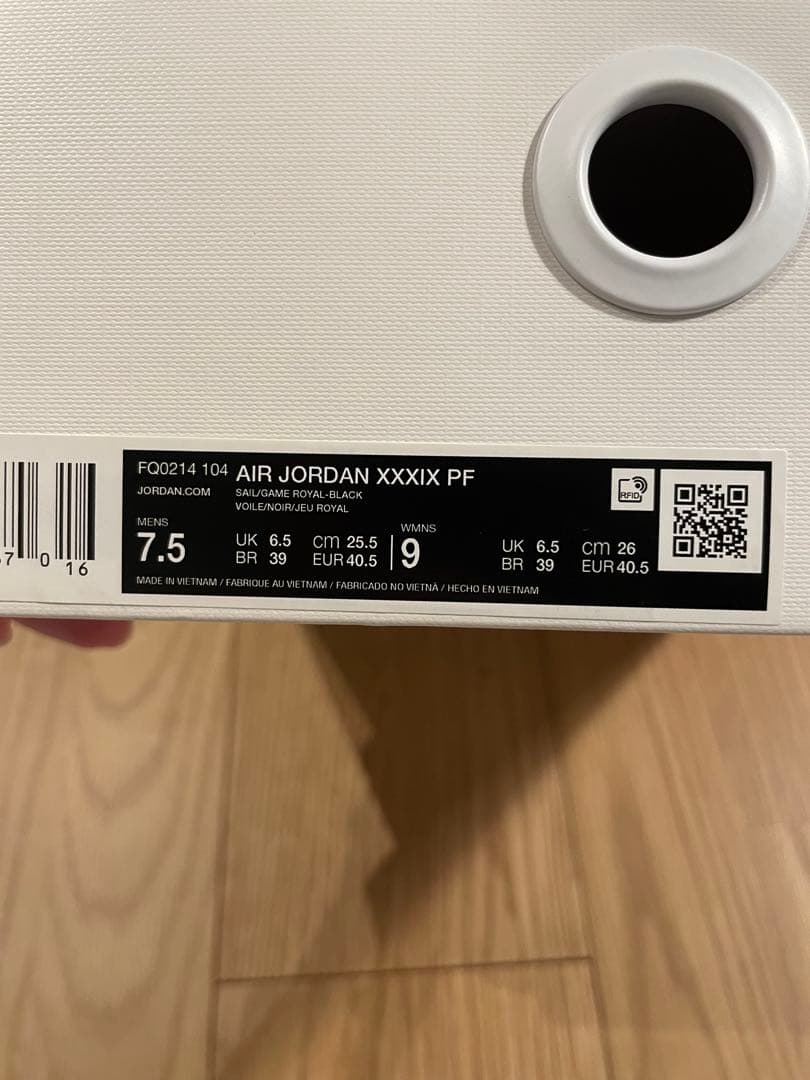 FQ0214 104 AIR JORDAN XXXIX PF
JORDAN.COM
SAIL/GAME ROYAL-BLACK
VOILE/NOIR/JEU ROYAL
RFID
MENS
7.5
UK 6.5 cm 25.5
BR 39 EUR 40.5
WMNS
9
UK 6.5 cm 26
BR 39 EUR 40.5
MADE IN VIETNAM / FABRIQUE AU VIETNAM / FABRICADO NO VIETNÃ / HECHO EN VIETNAM
7 0 16